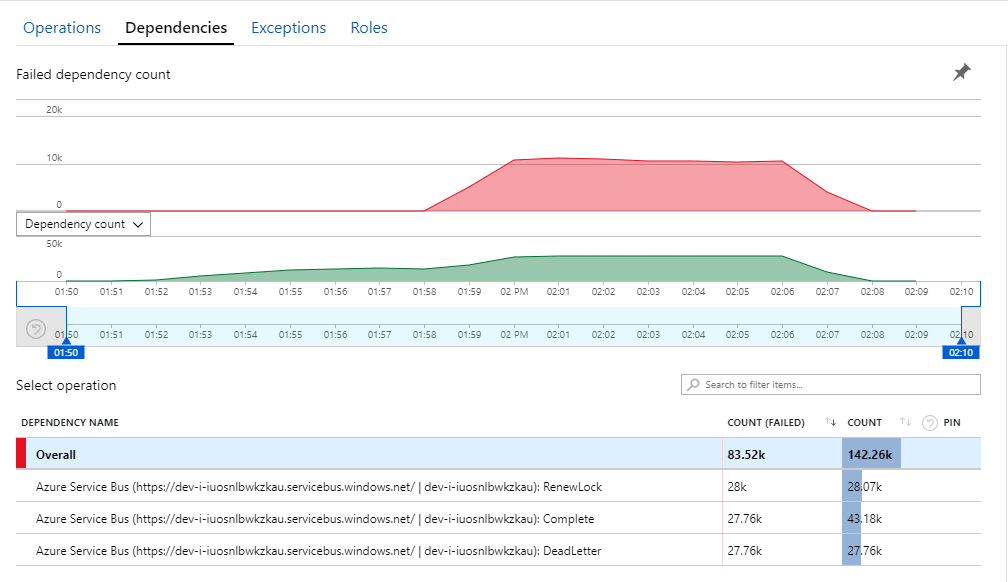 Operations Dependencies Exceptions Roles
Failed dependency count
20k
10k
0
Dependency count
50k
0
01:50 01:51 01:52 01:53 01:54 01:55 01:56 01:57 01:58 01:59 02 PM 02:01 02:02 02:03 02:04 02:05 02:06 02:07 02:08 02:09 02:10
01:50 01:51 01:52 01:53 01:54 01:55 01:56 01:57 01:58 01:59 02 PM 02:01 02:02 02:03 02:04 02:05 02:06 02:07 02:08 02:09 02:10
01:50 02:10
Select operation Search to filter items...
DEPENDENCY NAME COUNT (FAILED) COUNT PIN
Overall 83.52k 142.26k
Azure Service Bus (https://dev-i-iuosnlbwkzkau.servicebus.windows.net/ | dev-i-iuosnlbwkzkau): RenewLock 28k 28.07k
Azure Service Bus (https://dev-i-iuosnlbwkzkau.servicebus.windows.net/ | dev-i-iuosnlbwkzkau): Complete 27.76k 43.18k
Azure Service Bus (https://dev-i-iuosnlbwkzkau.servicebus.windows.net/ | dev-i-iuosnlbwkzkau): DeadLetter 27.76k 27.76k